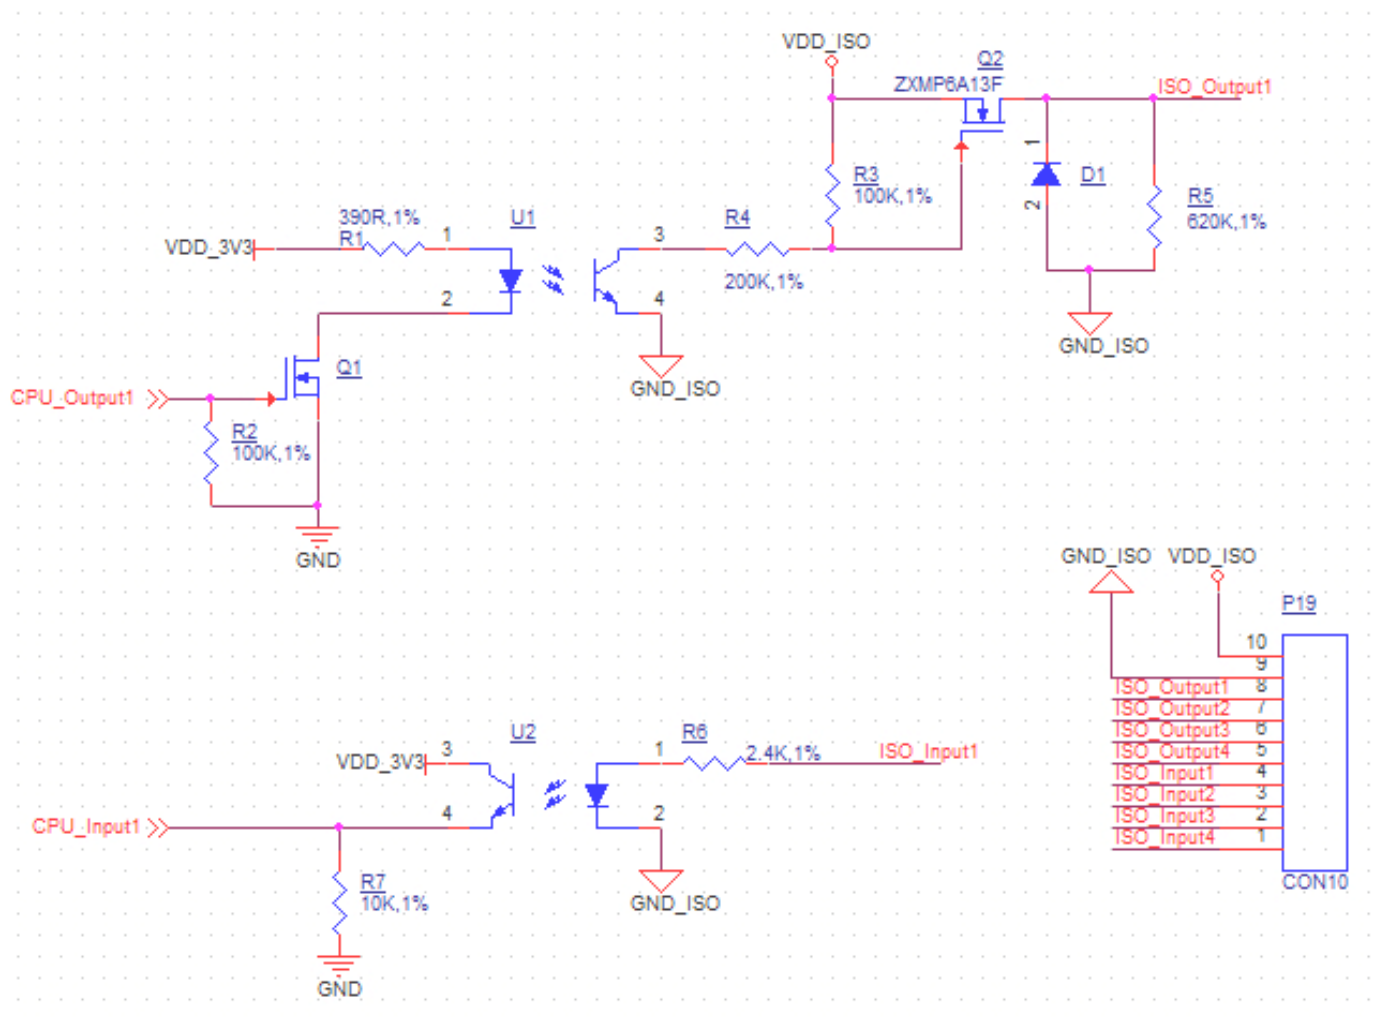 VDD_ISO
Q2
ZXMP6A13F
ISO_Output1
1
D1
2
R3
100K,1%
R5
620K,1%
390R,1%
R1
VDD_3V3
1
U1
3
R4
200K,1%
2
4
GND_ISO
GND_ISO
Q1
CPU_Output1
R2
100K,1%
GND
GND_ISO
VDD_ISO
P19
10
9
ISO_Output1 8
ISO_Output2 7
ISO_Output3 6
ISO_Output4 5
ISO_Input1 4
ISO_Input2 3
ISO_Input3 2
ISO_Input4 1
CON10
U2
VDD_3V3
3
1
R6
2.4K,1%
ISO_Input1
CPU_Input1
4
2
R7
10K,1%
GND_ISO
GND